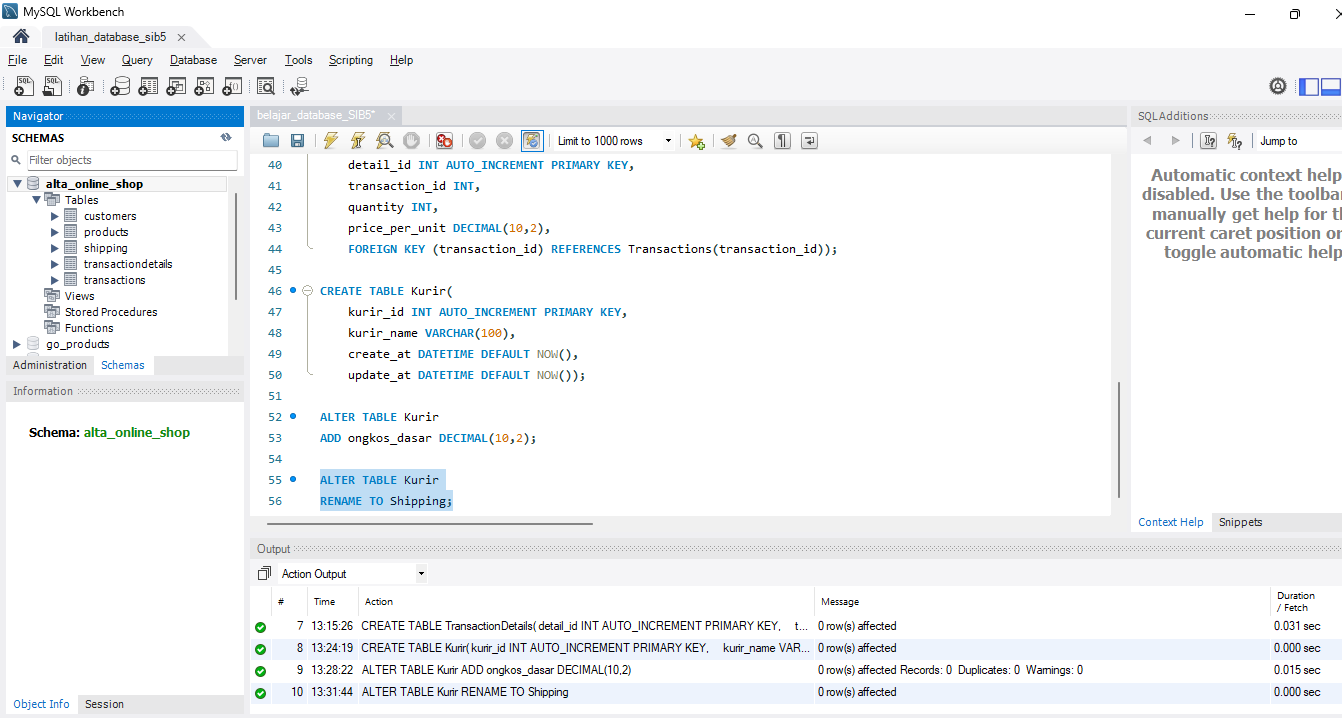 MySQL Workbench
latihan_database_sib5
File Edit View Query Database Server Tools Scripting Help
Navigator
SCHEMAS
Filter objects
alta_online_shop
Tables
customers
products
shipping
transactiondetails
transactions
Views
Stored Procedures
Functions
go_products
Administration Schemas
Information
Schema: alta_online_shop
Object Info Session
belajar_database_SIB5*
Limit to 1000 rows
40 detail_id INT AUTO_INCREMENT PRIMARY KEY,
41 transaction_id INT,
42 quantity INT,
43 price_per_unit DECIMAL(10,2),
44 FOREIGN KEY (transaction_id) REFERENCES Transactions(transaction_id));
45
46 CREATE TABLE Kurir(
47 kurir_id INT AUTO_INCREMENT PRIMARY KEY,
48 kurir_name VARCHAR(100),
49 create_at DATETIME DEFAULT NOW(),
50 update_at DATETIME DEFAULT NOW());
51
52 ALTER TABLE Kurir
53 ADD ongkos_dasar DECIMAL(10,2);
54
55 ALTER TABLE Kurir
56 RENAME TO Shipping;
SQLAdditions
Jump to
Automatic context help
disabled. Use the toolba
manually get help for t
current caret position o
toggle automatic help
Context Help Snippets
Output
Action Output
# Time Action Message Duration / Fetch
7 13:15:26 CREATE TABLE TransactionDetails( detail_id INT AUTO_INCREMENT PRIMARY KEY, t... 0 row(s) affected 0.031 sec
8 13:24:19 CREATE TABLE Kurir( kurir_id INT AUTO_INCREMENT PRIMARY KEY, kurir_name VAR... 0 row(s) affected 0.000 sec
9 13:28:22 ALTER TABLE Kurir ADD ongkos_dasar DECIMAL(10,2) 0 row(s) affected Records: 0 Duplicates: 0 Warnings: 0 0.015 sec
10 13:31:44 ALTER TABLE Kurir RENAME TO Shipping 0 row(s) affected 0.000 sec